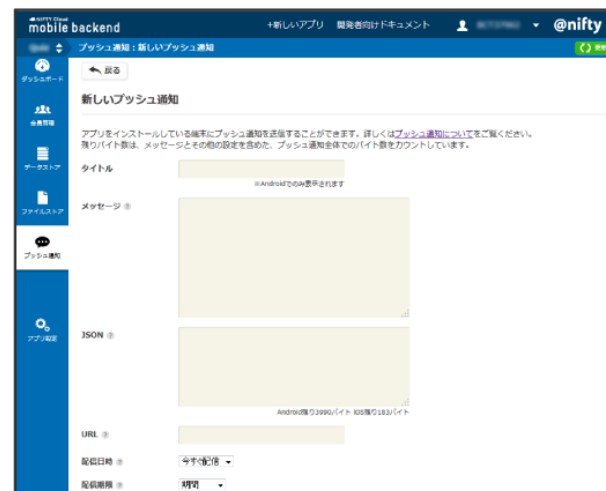 NIFTY Cloud
mobile backend
+新しいアプリ 開発者向けドキュメント
@nifty
プッシュ通知：新しいプッシュ通知
ダッシュボード
戻る
新しいプッシュ通知
会員管理
アプリをインストールしている端末にプッシュ通知を送信することができます。詳しくはプッシュ通知についてをご覧ください。
残りバイト数は、メッセージとその他の設定を含めた、プッシュ通知全体でのバイト数をカウントしています。
データストア
タイトル
※Androidでのみ表示されます
ファイルストア
メッセージ
プッシュ通知
アプリ設定
JSON
Android残り3990バイト iOS残り183バイト
URL
配信日時 今すぐ配信
配信期限 期間